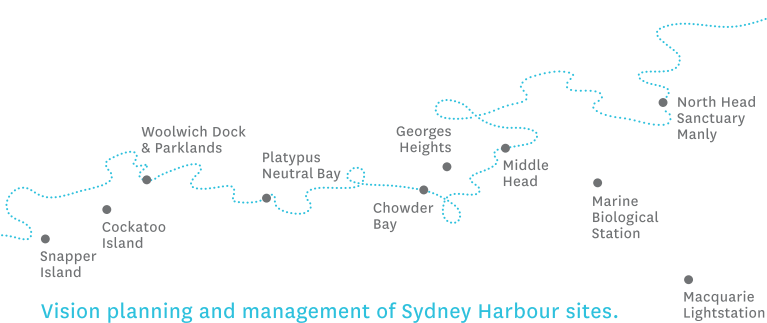 North Head
Sanctuary
Manly
Woolwich Dock
& Parklands
Georges
Heights
Platypus
Neutral Bay
Middle
Head
Marine
Biological
Station
Chowder
Bay
Cockatoo
Island
Snapper
Island
Macquarie
Lightstation
Vision planning and management of Sydney Harbour sites.